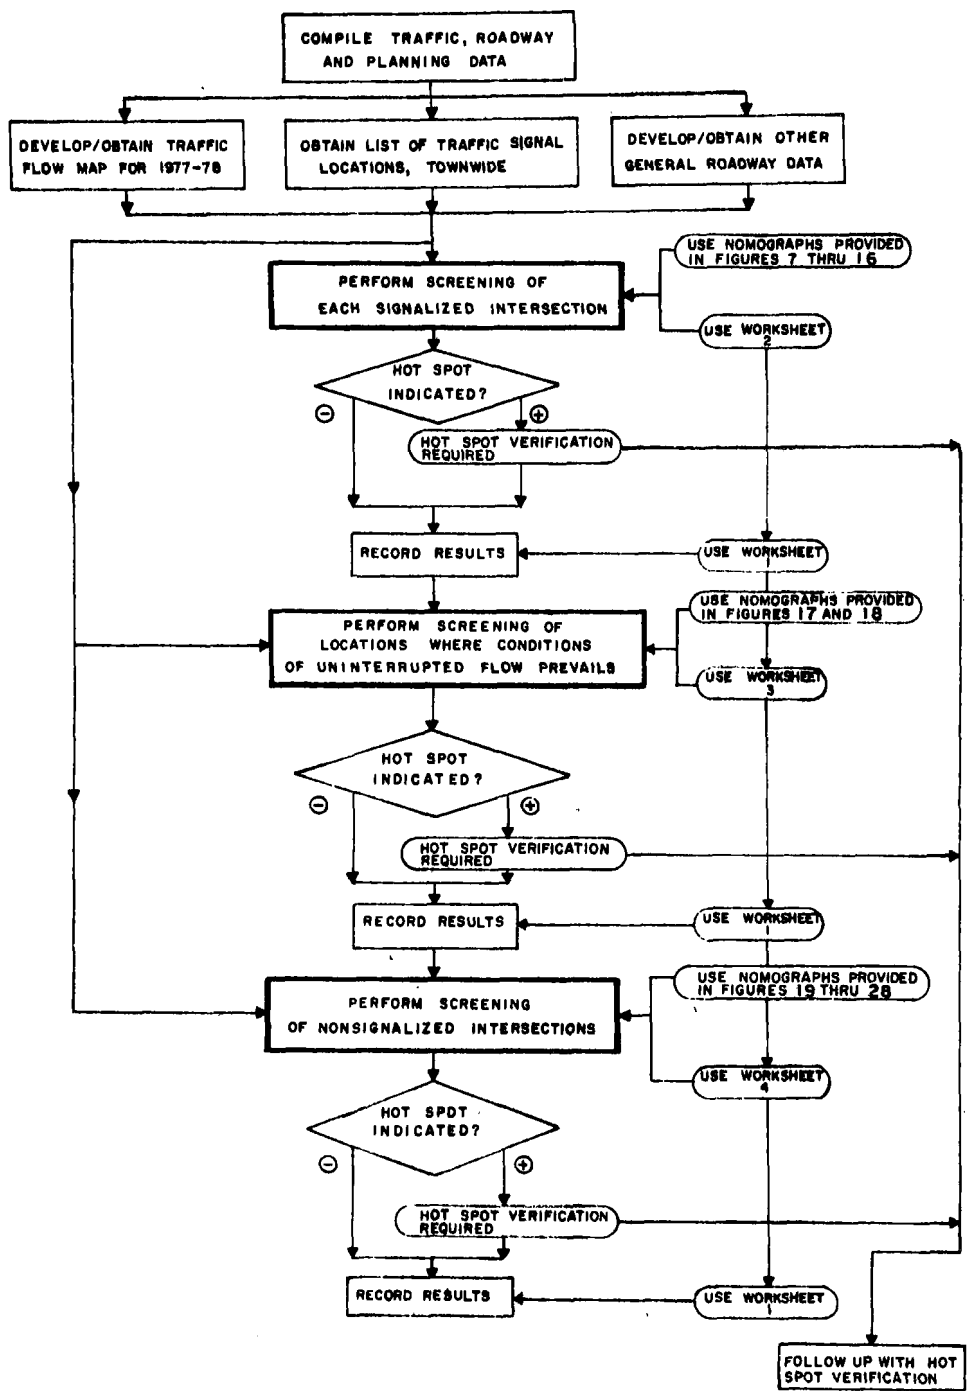 COMPILE TRAFFIC, ROADWAY
AND PLANNING DATA
DEVELOP/OBTAIN TRAFFIC
FLOW MAP FOR 1977-78
OBTAIN LIST OF TRAFFIC SIGNAL
LOCATIONS, TOWNWIDE
DEVELOP/OBTAIN OTHER
GENERAL ROADWAY DATA
USE NOMOGRAPHS PROVIDED
IN FIGURES 7 THRU 16
PERFORM SCREENING OF
EACH SIGNALIZED INTERSECTION
USE WORKSHEET
2
HOT SPOT
INDICATED?
HOT SPOT VERIFICATION
REQUIRED
RECORD RESULTS
USE WORKSHEET
1
USE NOMOGRAPHS PROVIDED
IN FIGURES 17 AND 18
PERFORM SCREENING OF
LOCATIONS WHERE CONDITIONS
OF UNINTERRUPTED FLOW PREVAILS
USE WORKSHEET
3
HOT SPOT
INDICATED?
HOT SPOT VERIFICATION
REQUIRED
RECORD RESULTS
USE WORKSHEET
1
USE NOMOGRAPHS PROVIDED
IN FIGURES 19 THRU 28
PERFORM SCREENING
OF NONSIGNALIZED INTERSECTIONS
USE WORKSHEET
4
HOT SPOT
INDICATED?
HOT SPOT VERIFICATION
REQUIRED
RECORD RESULTS
USE WORKSHEET
1
FOLLOW UP WITH HOT
SPOT VERIFICATION